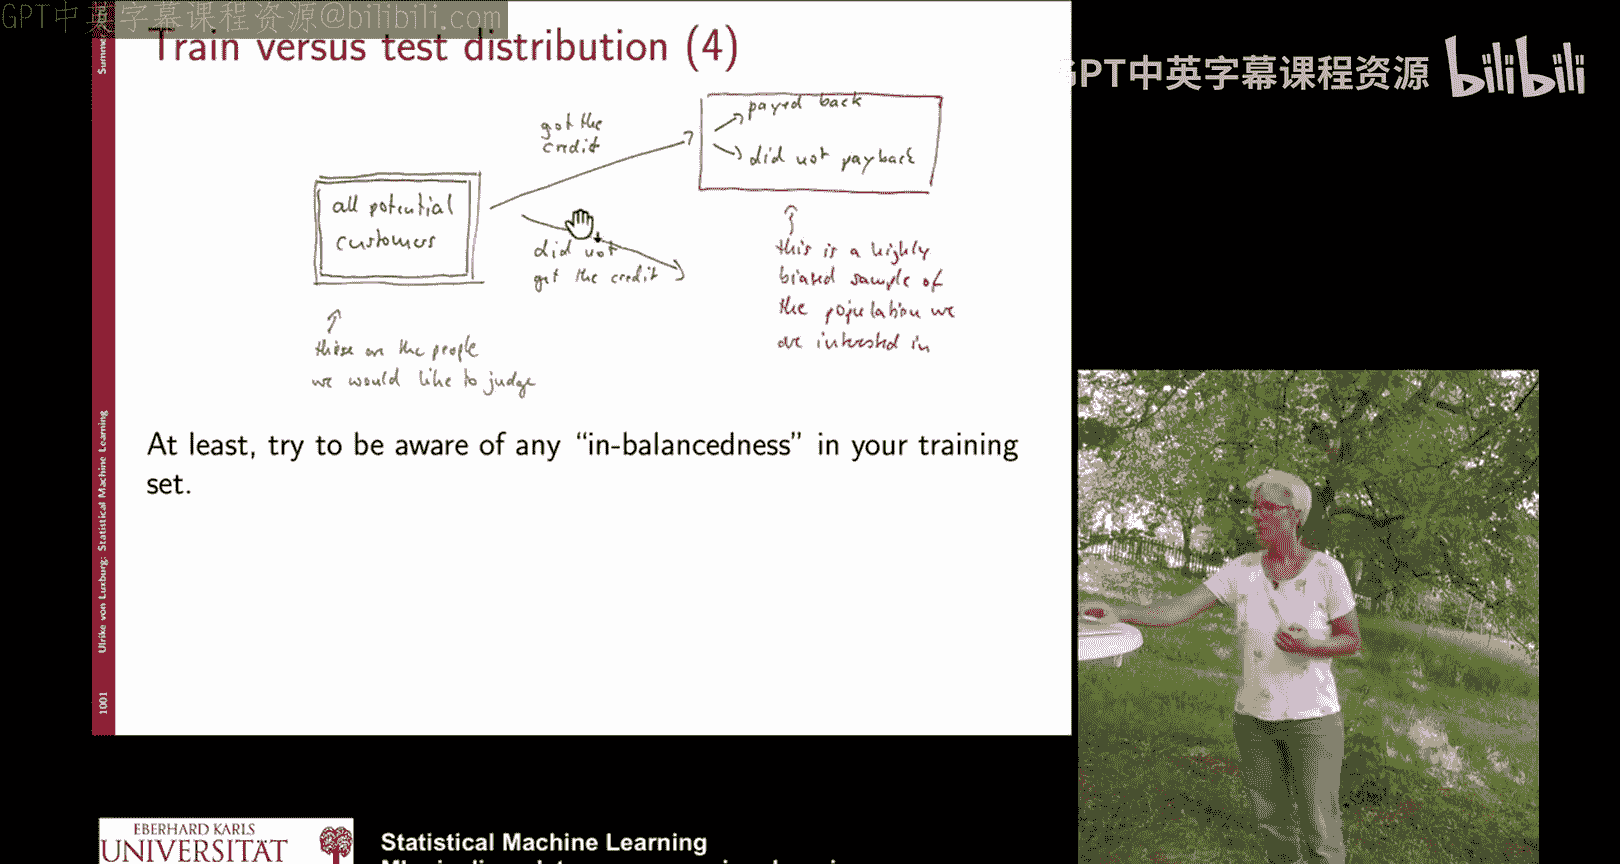 GPT中英字幕课程资源@bilibili.com
Train versus test distribution (4)
GPT中英字幕课程资源 bilibili
got the
credit
payed back
did not payback
all potential
customers
did not
get the credit
this is a highly
biased sample of
the population we
are interested in
these are the people
we would like to judge
At least, try to be aware of any “in-balancedness” in your training
set.
Ulrike von Luxburg: Statistical Machine Learning
1001
EBERHARD KARLS
UNIVERSITÄT
Statistical Machine Learning